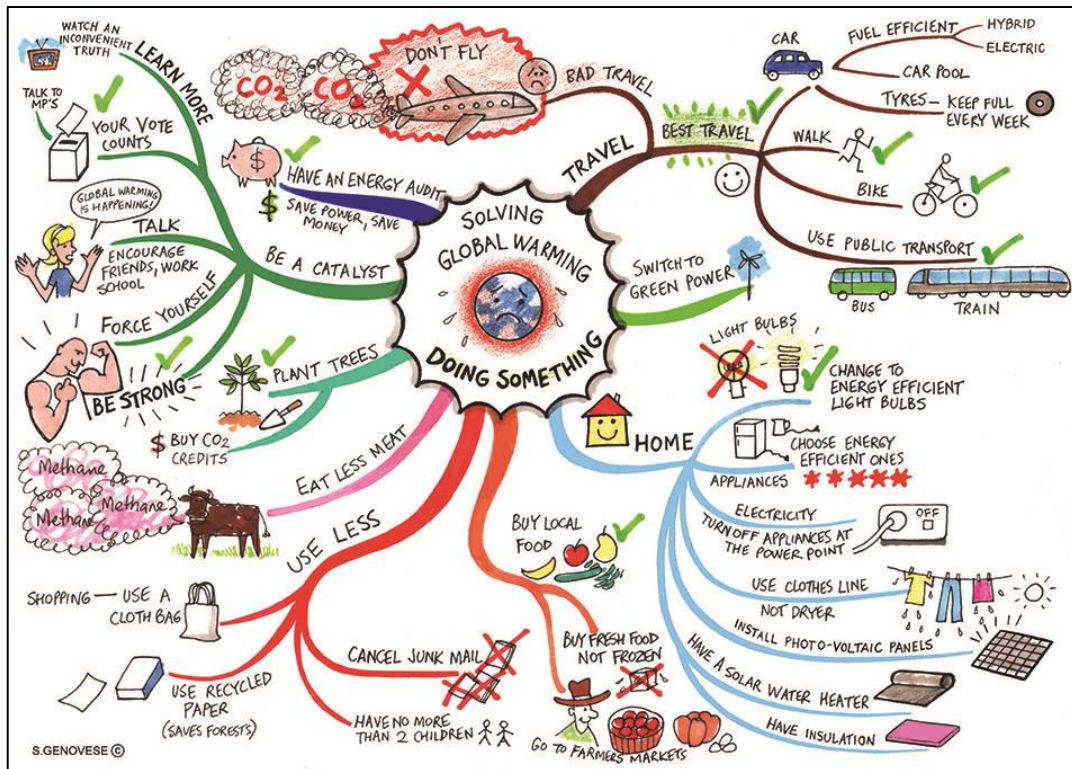 SOLVING
GLOBAL WARMING
DOING SOMETHING
TRAVEL
BAD TRAVEL
DON'T FLY
CO2
CO2
BEST TRAVEL
CAR
FUEL EFFICIENT
HYBRID
ELECTRIC
CAR POOL
TYRES — KEEP FULL
EVERY WEEK
WALK
BIKE
USE PUBLIC TRANSPORT
BUS
TRAIN
SWITCH TO
GREEN POWER
HOME
LIGHT BULBS
CHANGE TO
ENERGY EFFICIENT
LIGHT BULBS
CHOOSE ENERGY
EFFICIENT ONES
APPLIANCES
ELECTRICITY
TURN OFF APPLIANCES AT
THE POWER POINT
OFF
USE CLOTHES LINE
NOT DRYER
INSTALL PHOTO-VOLTAIC PANELS
HAVE A SOLAR WATER HEATER
HAVE INSULATION
BUY LOCAL
FOOD
BUY FRESH FOOD
NOT FROZEN
GO TO FARMERS MARKETS
USE LESS
SHOPPING — USE A
CLOTH BAG
USE RECYCLED
PAPER
(SAVES FORESTS)
CANCEL JUNK MAIL
HAVE NO MORE
THAN 2 CHILDREN
EAT LESS MEAT
Methane
Methane
Methane
PLANT TREES
$ BUY CO2
CREDITS
BE A CATALYST
LEARN MORE
WATCH AN
INCONVENIENT
TRUTH
TALK TO
MP'S
YOUR VOTE
COUNTS
TALK
GLOBAL WARMING
IS HAPPENING!
ENCOURAGE
FRIENDS, WORK
SCHOOL
FORCE YOURSELF
BE STRONG
HAVE AN ENERGY AUDIT
$
$ SAVE POWER, SAVE
MONEY
S.GENOVESE ©